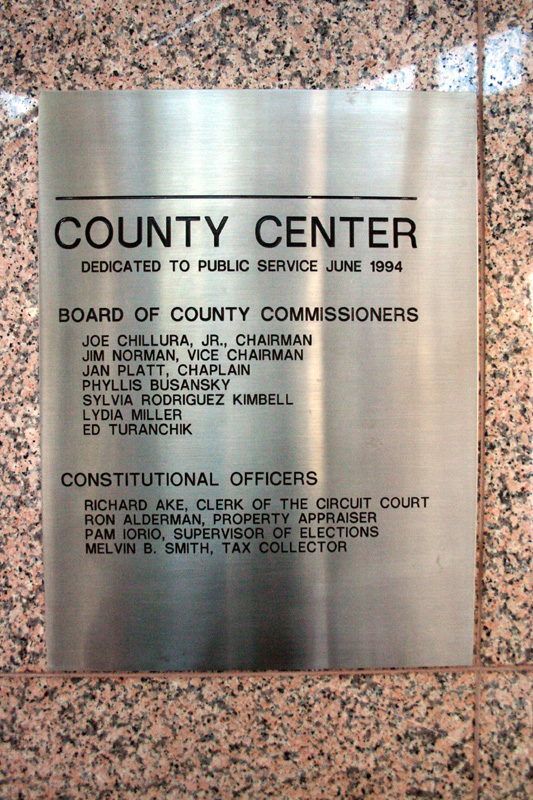 COUNTY CENTER
DEDICATED TO PUBLIC SERVICE JUNE 1994
BOARD OF COUNTY COMMISSIONERS
JOE CHILLURA, JR., CHAIRMAN
JIM NORMAN, VICE CHAIRMAN
JAN PLATT, CHAPLAIN
PHYLLIS BUSANSKY
SYLVIA RODRIGUEZ KIMBELL
LYDIA MILLER
ED TURANCHIK
CONSTITUTIONAL OFFICERS
RICHARD AKE, CLERK OF THE CIRCUIT COURT
RON ALDERMAN, PROPERTY APPRAISER
PAM IORIO, SUPERVISOR OF ELECTIONS
MELVIN B. SMITH, TAX COLLECTOR